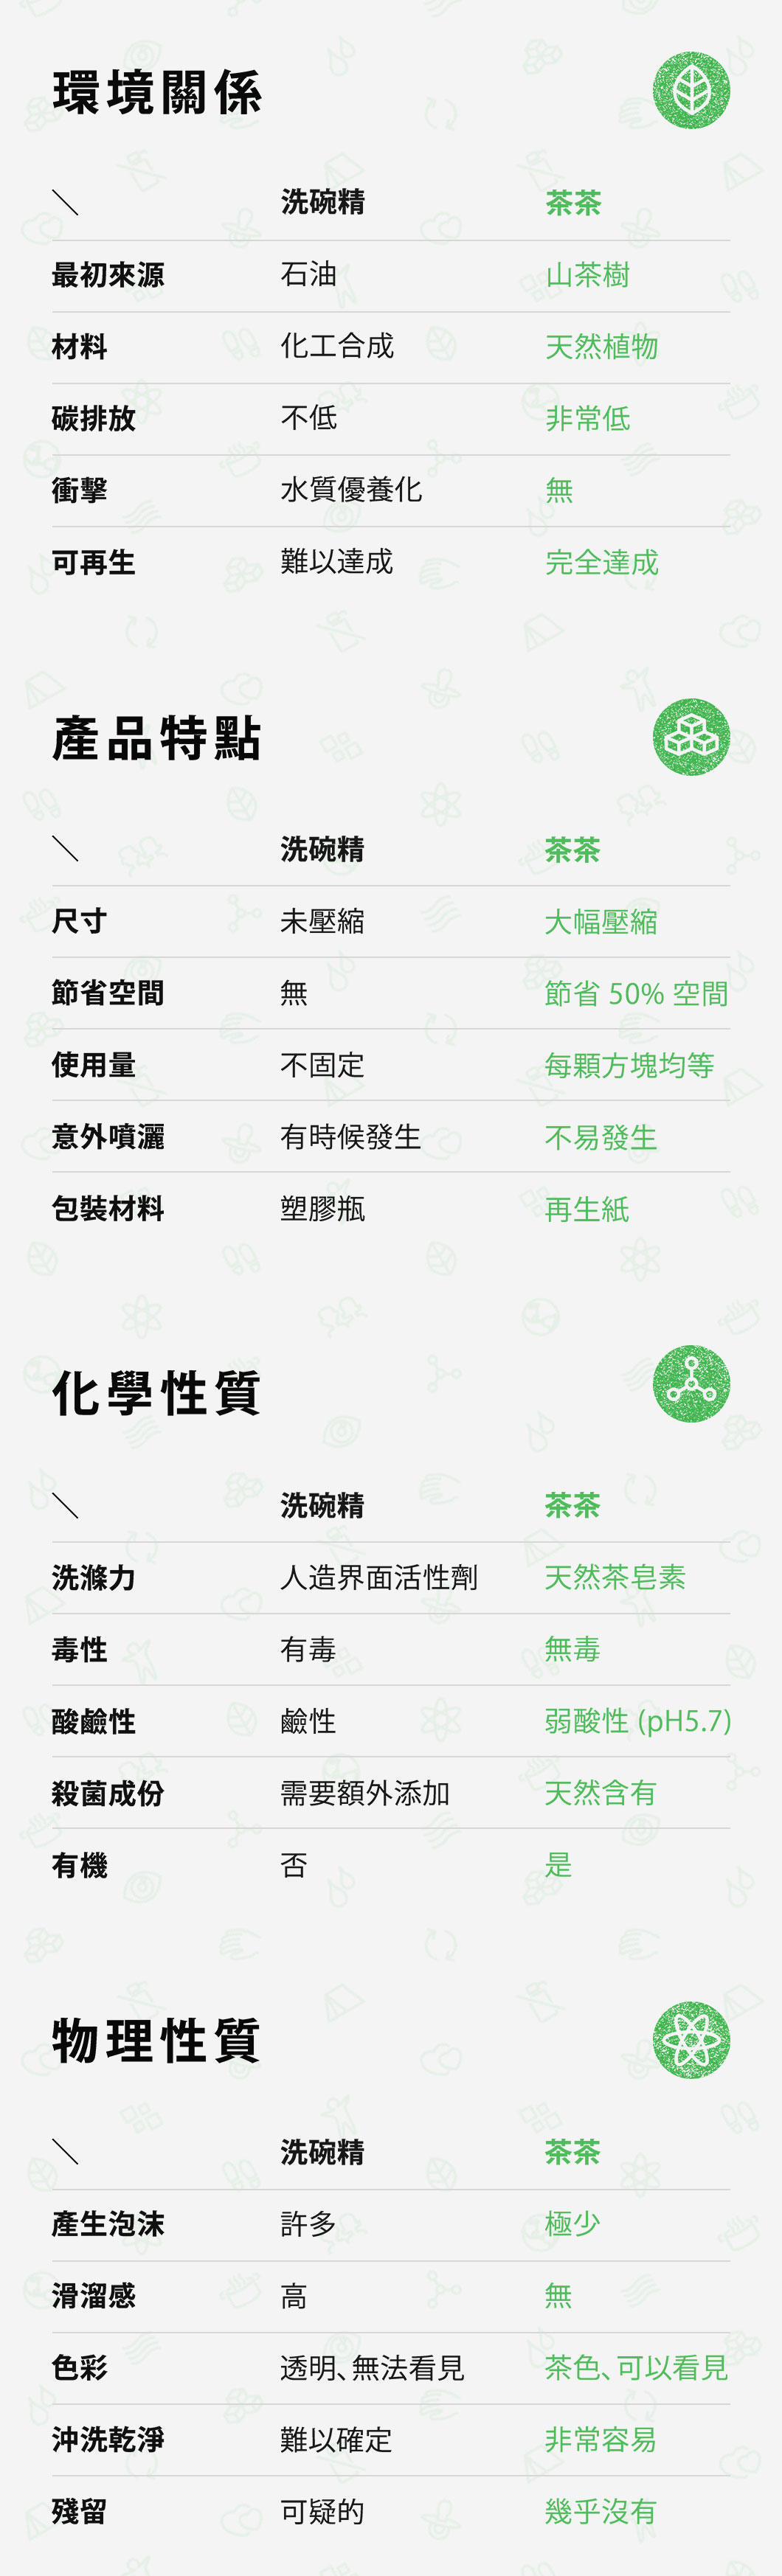 環境關係
＼ 洗碗精 茶茶
最初來源 石油 山茶樹
材料 化工合成 天然植物
碳排放 不低 非常低
衝擊 水質優養化 無
可再生 難以達成 完全達成
產品特點
＼ 洗碗精 茶茶
尺寸 未壓縮 大幅壓縮
節省空間 無 節省 50% 空間
使用量 不固定 每顆方塊均等
意外噴灑 有時候發生 不易發生
包裝材料 塑膠瓶 再生紙
化學性質
＼ 洗碗精 茶茶
洗滌力 人造界面活性劑 天然茶皂素
毒性 有毒 無毒
酸鹼性 鹼性 弱酸性 (pH5.7)
殺菌成份 需要額外添加 天然含有
有機 否 是
物理性質
＼ 洗碗精 茶茶
產生泡沫 許多 極少
滑溜感 高 無
色彩 透明、無法看見 茶色、可以看見
沖洗乾淨 難以確定 非常容易
殘留 可疑的 幾乎沒有